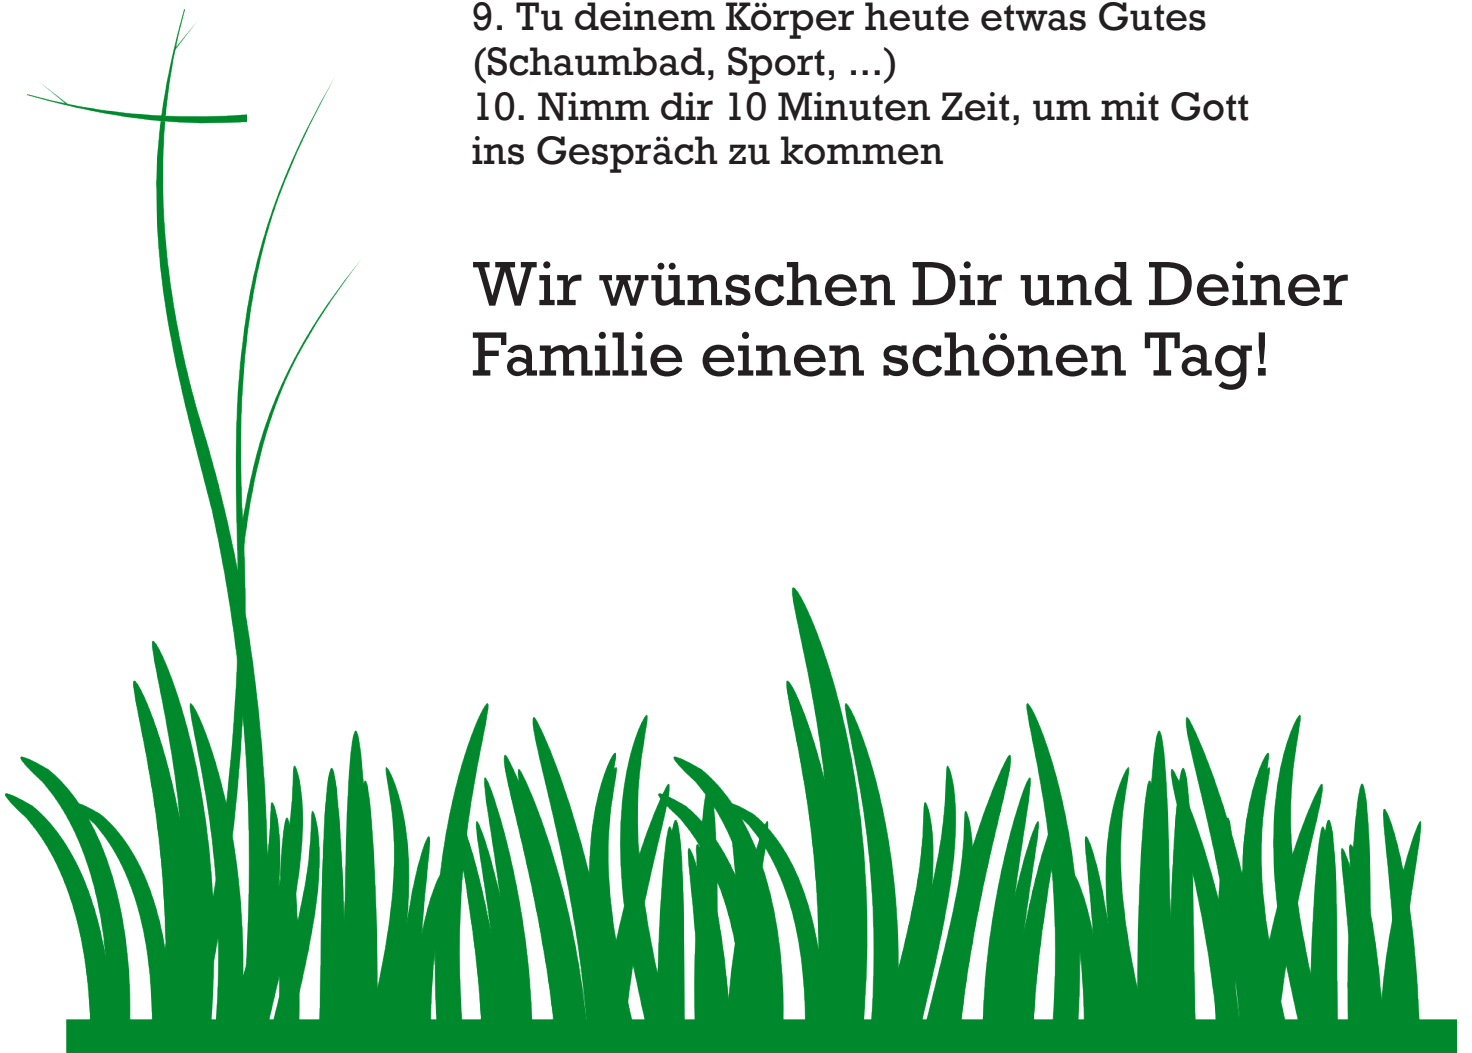 9. Tu deinem Körper heute etwas Gutes
(Schaumbad, Sport, ...)
10. Nimm dir 10 Minuten Zeit, um mit Gott
ins Gespräch zu kommen
Wir wünschen Dir und Deiner
Familie einen schönen Tag!